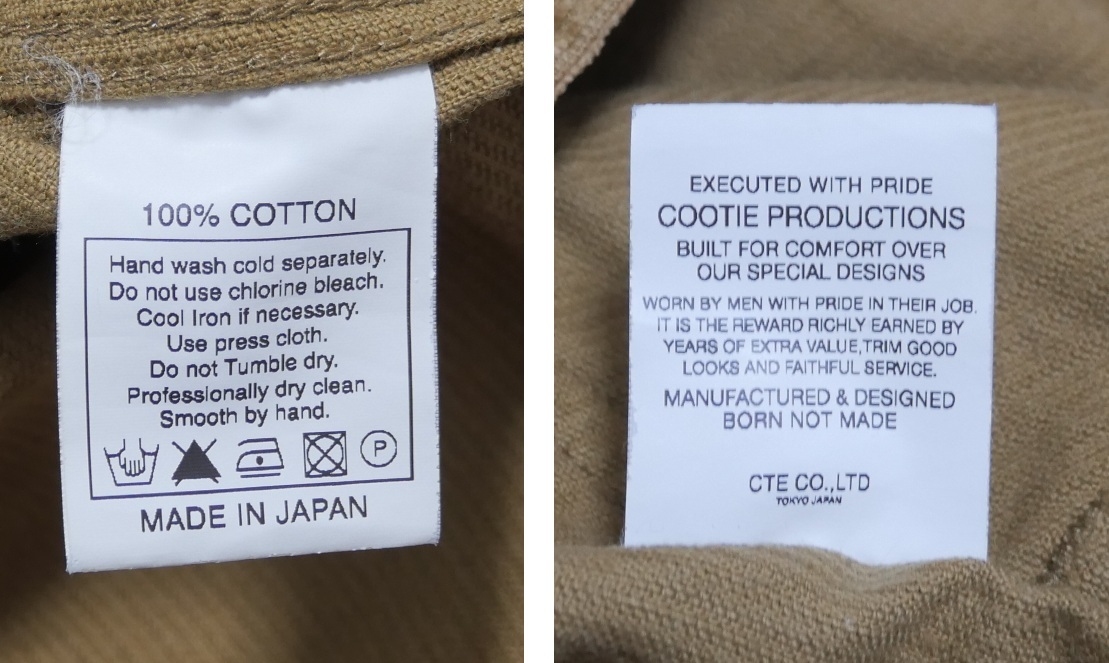 100% COTTON
Hand wash cold separately.
Do not use chlorine bleach.
Cool Iron if necessary.
Use press cloth.
Do not Tumble dry.
Professionally dry clean.
Smooth by hand.
P
MADE IN JAPAN
EXECUTED WITH PRIDE
COOTIE PRODUCTIONS
BUILT FOR COMFORT OVER
OUR SPECIAL DESIGNS
WORN BY MEN WITH PRIDE IN THEIR JOB.
IT IS THE REWARD RICHLY EARNED BY
YEARS OF EXTRA VALUE,TRIM GOOD
LOOKS AND FAITHFUL SERVICE.
MANUFACTURED & DESIGNED
BORN NOT MADE
CTE CO.,LTD
TOKYO JAPAN